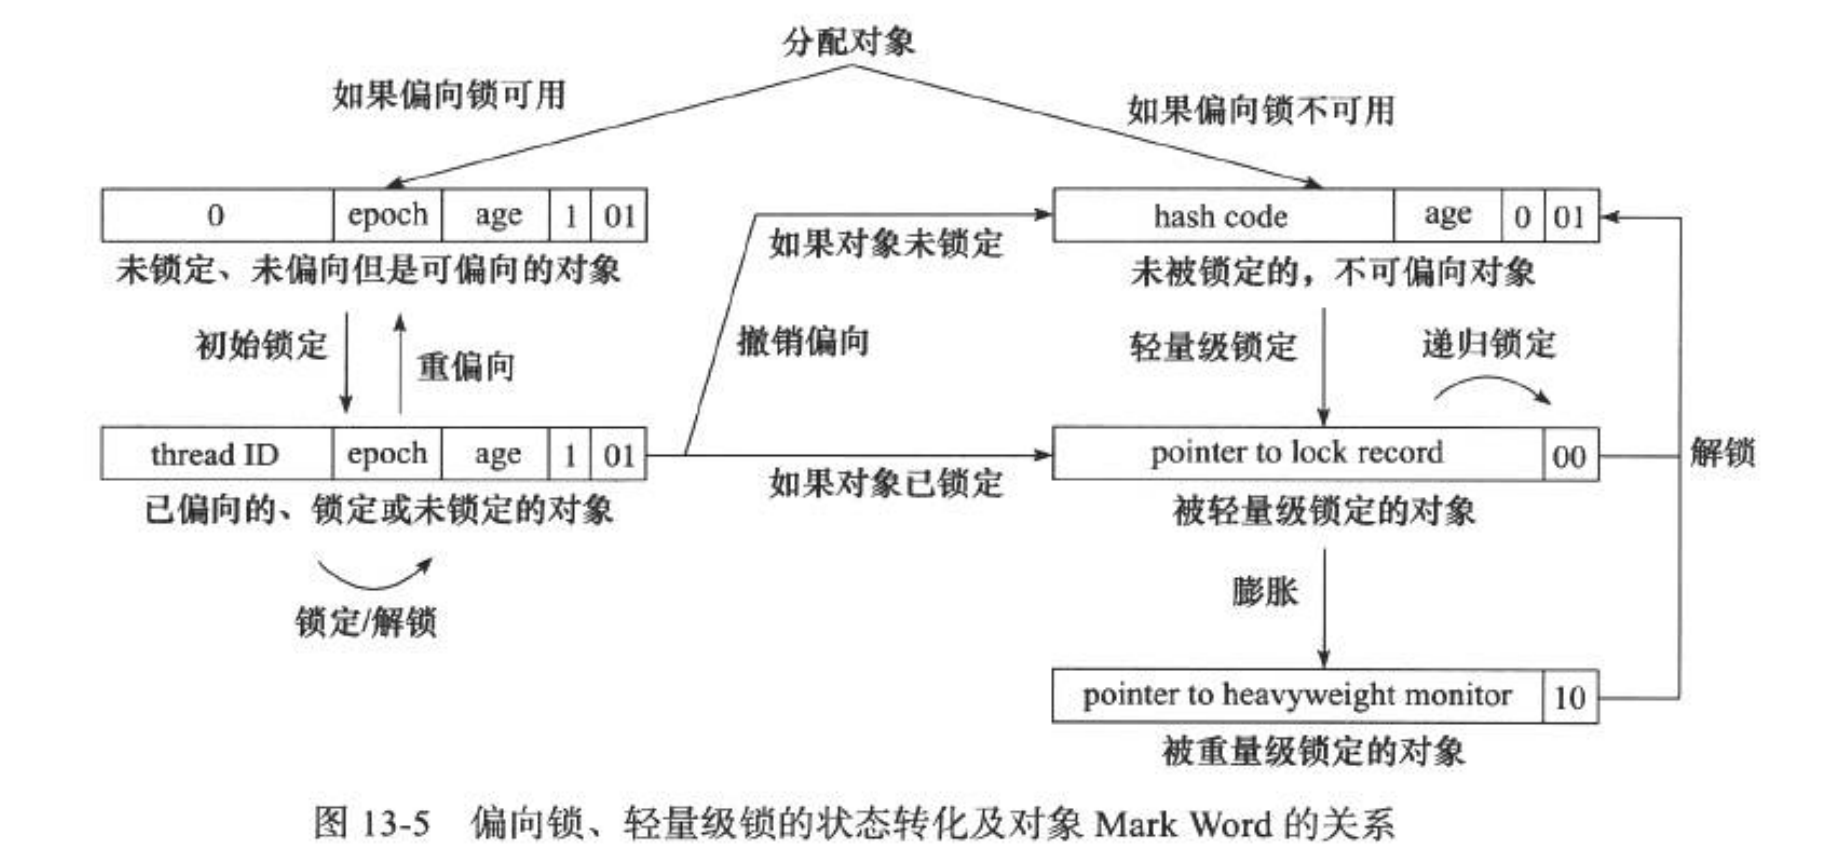 分配对象
如果偏向锁可用
如果偏向锁不可用
0 epoch age 1 01
hash code age 0 01
未锁定、未偏向但是可偏向的对象
如果对象未锁定
未被锁定的，不可偏向对象
初始锁定
重偏向
撤销偏向
轻量级锁定
递归锁定
thread ID epoch age 1 01
pointer to lock record 00
解锁
已偏向的、锁定或未锁定的对象
如果对象已锁定
被轻量级锁定的对象
锁定/解锁
膨胀
pointer to heavyweight monitor 10
被重量级锁定的对象
图 13-5 偏向锁、轻量级锁的状态转化及对象 Mark Word 的关系